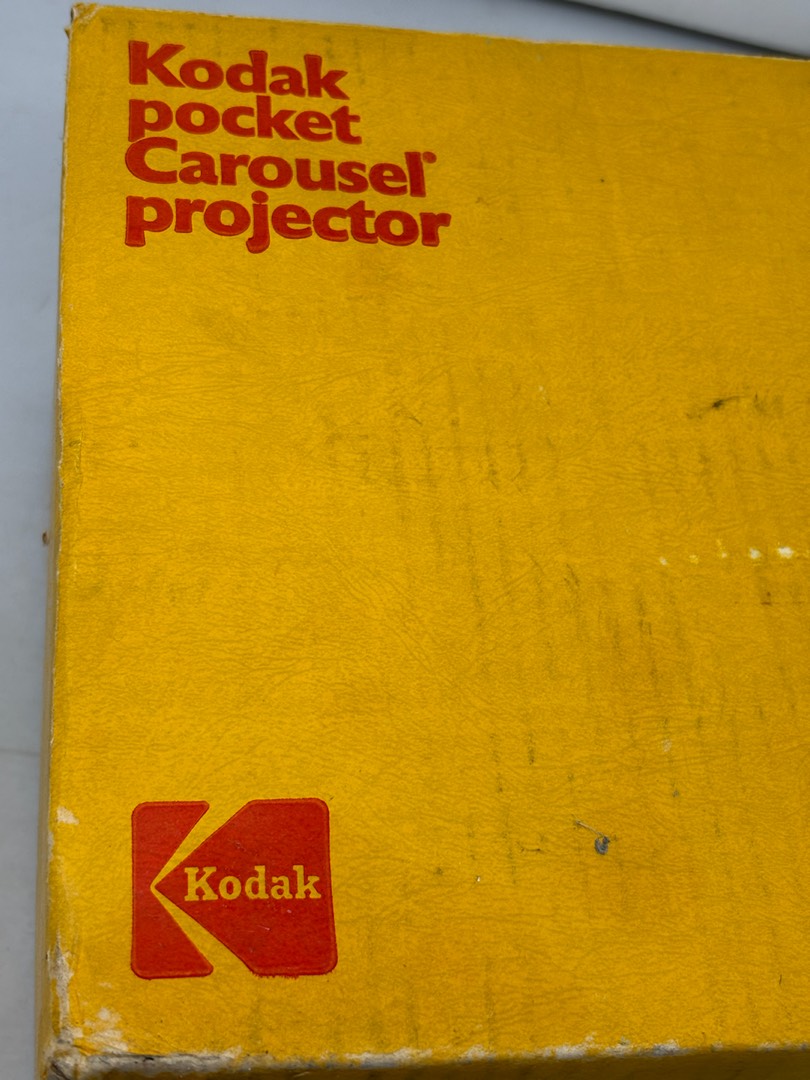 Kodak
pocket
Carousel®
projector
Kodak